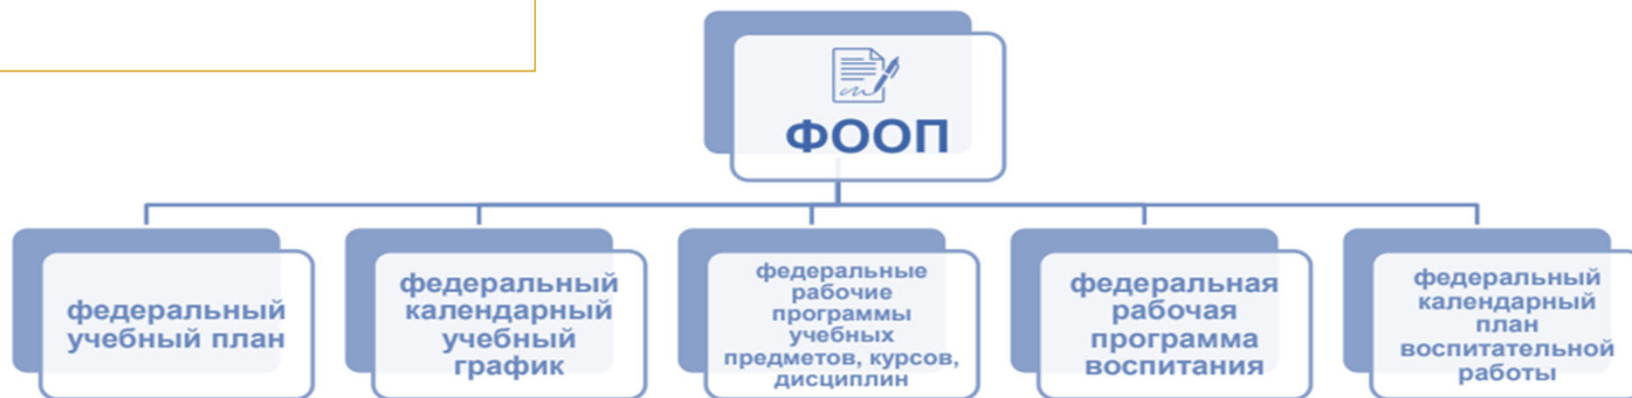 ФООП
федеральный
учебный план
федеральный
календарный
учебный
график
федеральные
рабочие
программы
учебных
предметов, курсов,
дисциплин
федеральная
рабочая
программа
воспитания
федеральный
календарный
план
воспитательной
работы